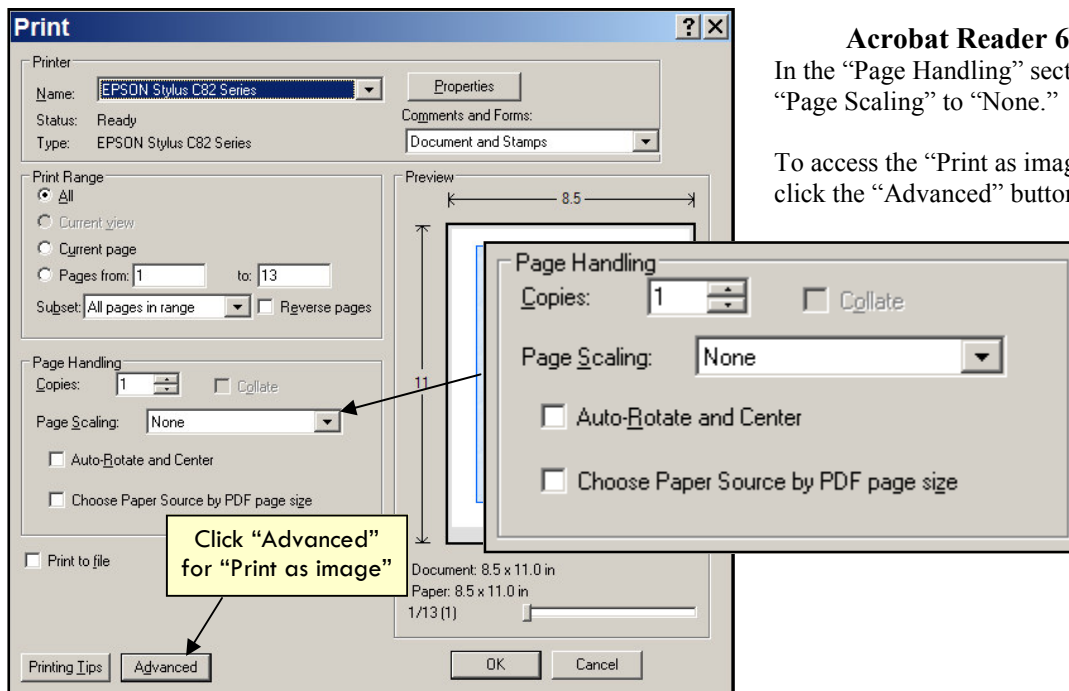 Print
Printer
Name: EPSON Stylus C82 Series
Properties
Status: Ready
Comments and Forms:
Type: EPSON Stylus C82 Series
Document and Stamps
Print Range
All
Current view
Current page
Pages from: 1 to: 13
Subset: All pages in range Reverse pages
Page Handling
Copies: 1 Collate
Page Scaling: None
Auto-Rotate and Center
Choose Paper Source by PDF page size
Print to file
Click “Advanced”
for “Print as image”
Printing Tips Advanced
Preview
8.5
11
Document: 8.5 x 11.0 in
Paper: 8.5 x 11.0 in
1/13 (1)
OK Cancel
Acrobat Reader 6
In the “Page Handling”
“Page Scaling” to “None.”
To access the “Print as
click the “Advanced”
Page Handling
Copies: 1 Collate
Page Scaling: None
Auto-Rotate and Center
Choose Paper Source by PDF page size